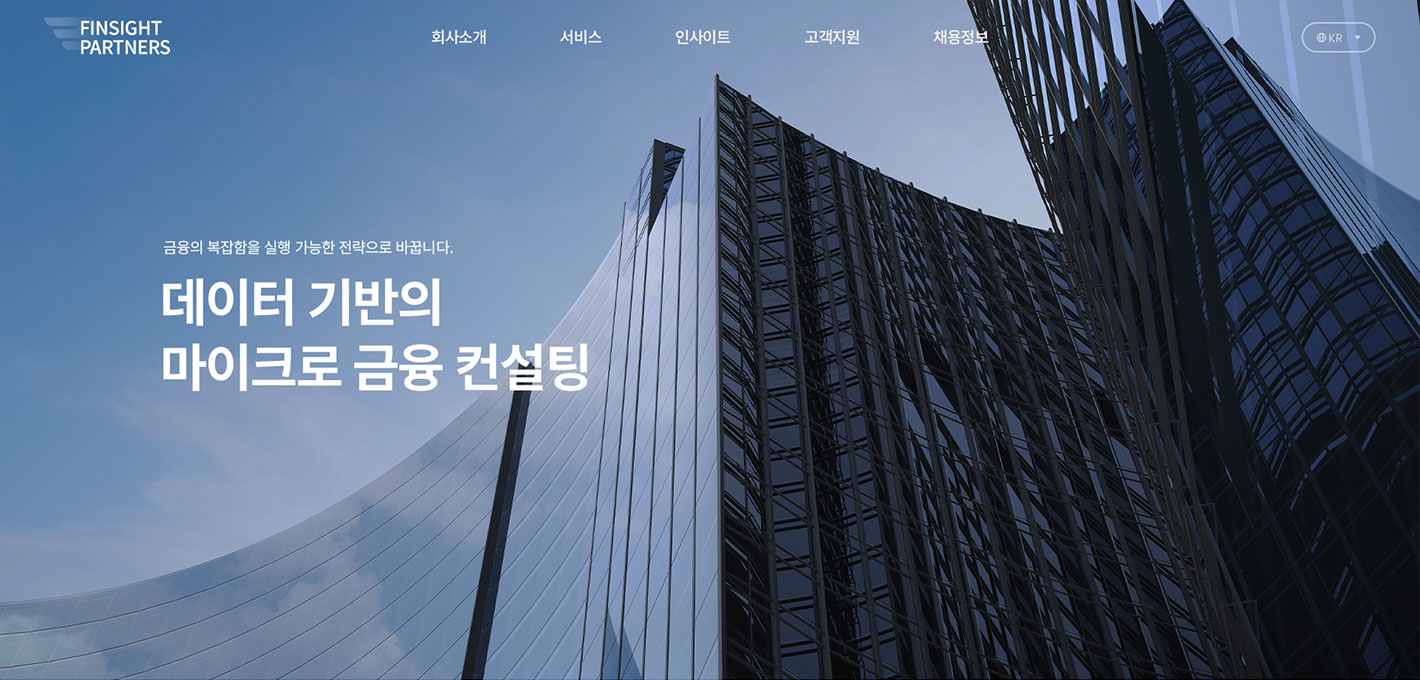 FINSIGHT
PARTNERS
회사소개
서비스
인사이트
고객지원
채용정보
KR
금융의 복잡함을 실행 가능한 전략으로 바꿉니다.
데이터 기반의
마이크로 금융 컨설팅